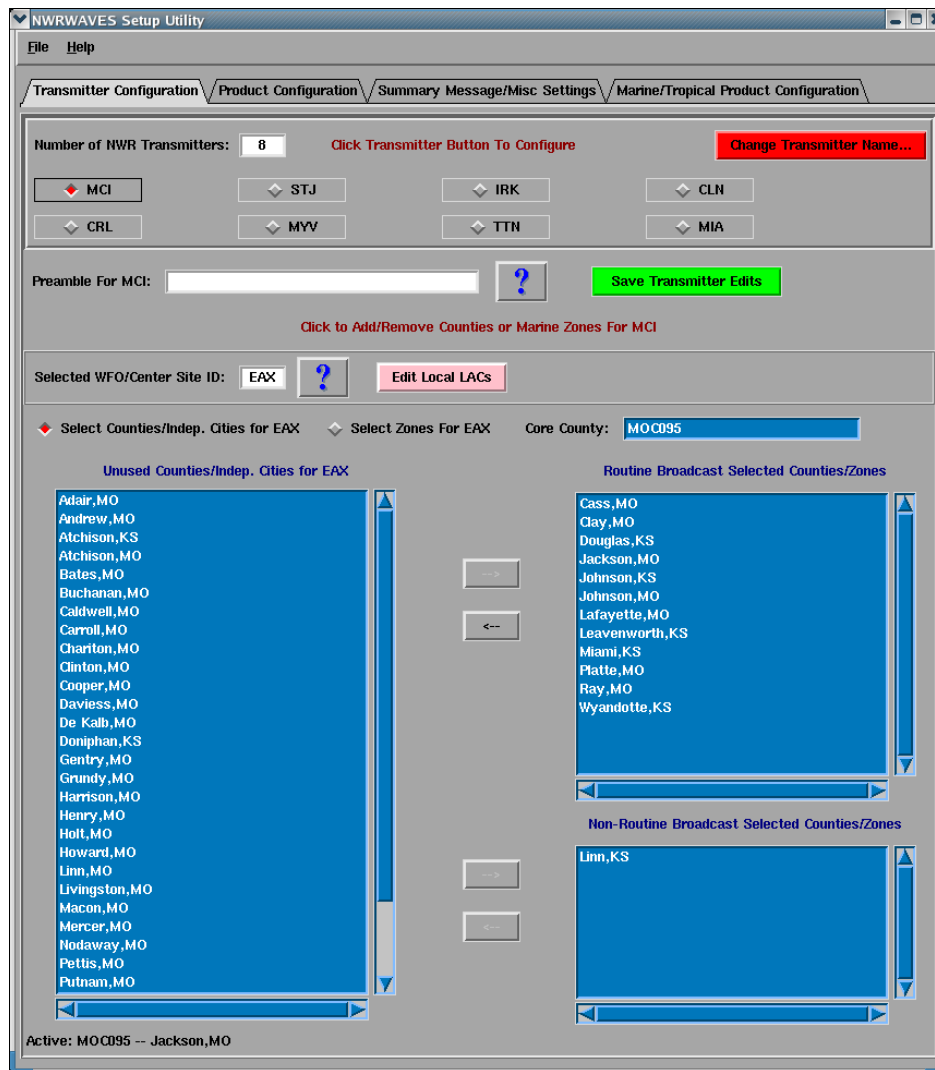 NWRWAVES Setup Utility
File Help
Transmitter Configuration Product Configuration Summary Message/Misc Settings Marine/Tropical Product Configuration
Number of NWR Transmitters: 8 Click Transmitter Button To Configure Change Transmitter Name...
MCI STJ IRK CLN
CRL MYV TTN MIA
Preamble For MCI: ? Save Transmitter Edits
Click to Add/Remove Counties or Marine Zones For MCI
Selected WFO/Center Site ID: EAX ? Edit Local LACs
Select Counties/Indep. Cities for EAX Select Zones For EAX Core County: MOC095
Unused Counties/Indep. Cities for EAX
Adair,MO
Andrew,MO
Atchison,KS
Atchison,MO
Bates,MO
Buchanan,MO
Caldwell,MO
Carroll,MO
Chariton,MO
Clinton,MO
Cooper,MO
Daviess,MO
De Kalb,MO
Doniphan,KS
Gentry,MO
Grundy,MO
Harrison,MO
Henry,MO
Holt,MO
Howard,MO
Linn,MO
Livingston,MO
Macon,MO
Mercer,MO
Nodaway,MO
Pettis,MO
Putnam,MO
-->
<--
-->
<--
Routine Broadcast Selected Counties/Zones
Cass,MO
Clay,MO
Douglas,KS
Jackson,MO
Johnson,KS
Johnson,MO
Lafayette,MO
Leavenworth,KS
Miami,KS
Platte,MO
Ray,MO
Wyandotte,KS
Non-Routine Broadcast Selected Counties/Zones
Linn,KS
Active: MOC095 -- Jackson,MO